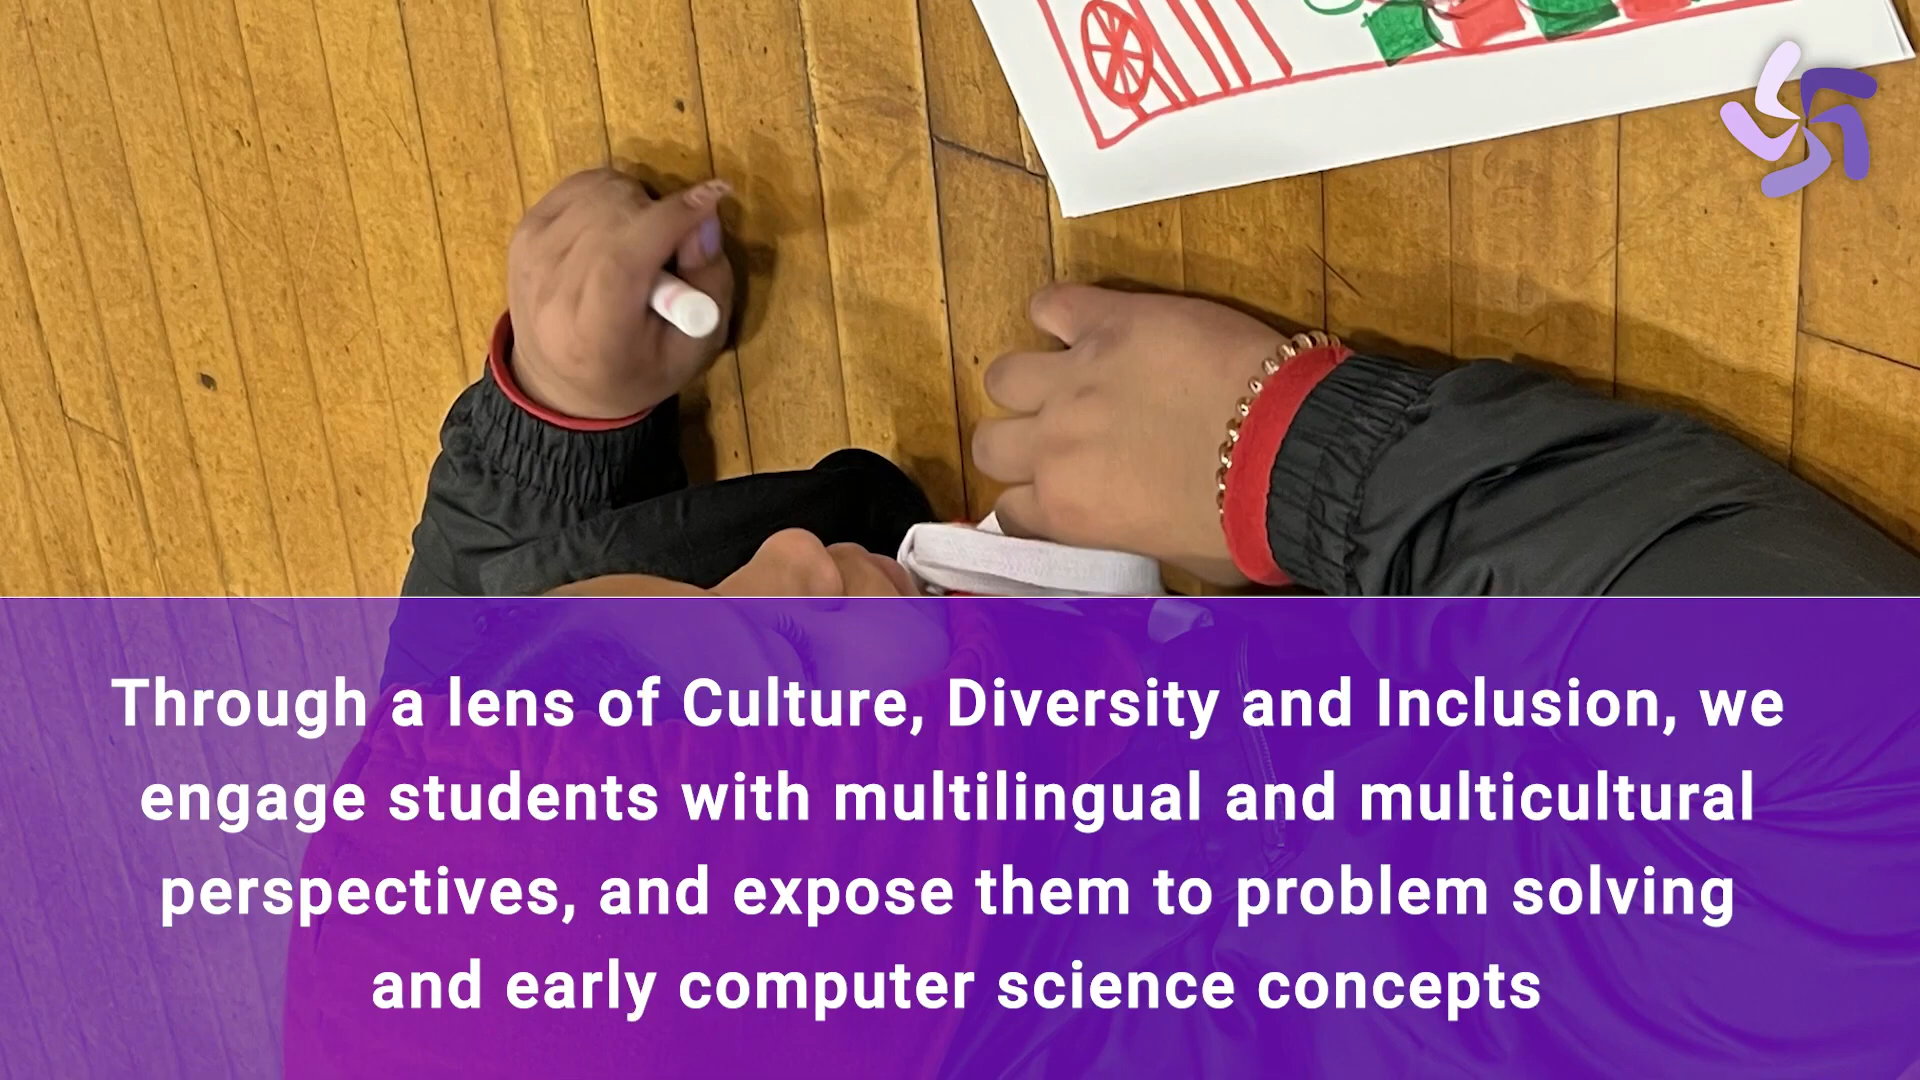 Through a lens of Culture, Diversity and Inclusion, we
engage students with multilingual and multicultural
perspectives, and expose them to problem solving
and early computer science concepts